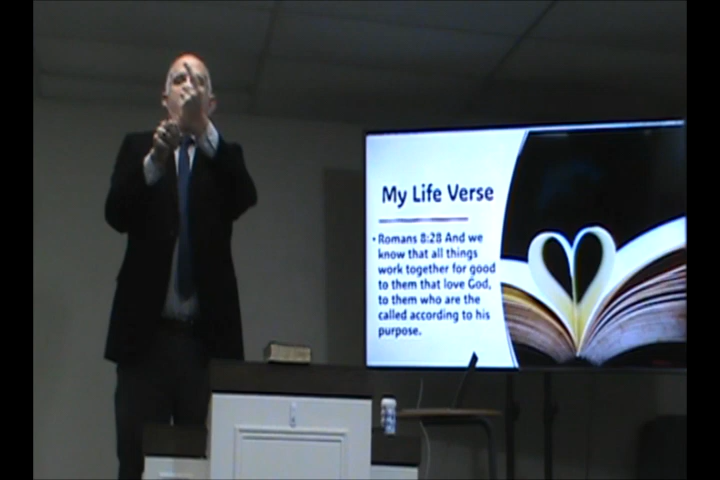 My Life Verse
• Romans 8:28 And we
know that all things
work together for good
to them that love God,
to them who are the
called according to his
purpose.